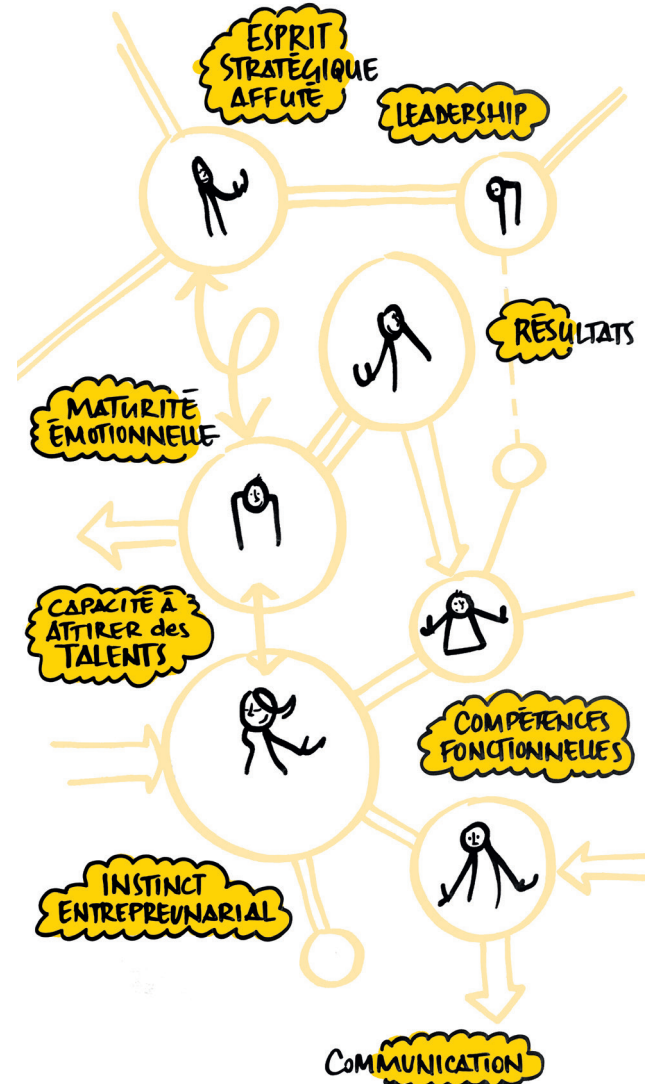 ESPRIT
STRATÉGIQUE
AFFUTÉ
LEADERSHIP
RÉSULTATS
MATURITÉ
ÉMOTIONNELLE
CAPACITÉ À
ATTIRER des
TALENTS
COMPÉTENCES
FONCTIONNELLES
INSTINCT
ENTREPREUNARIAL
COMMUNICATION